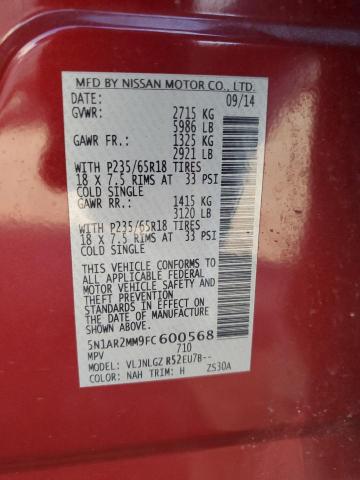 MFD BY NISSAN MOTOR CO., LTD.
DATE: 09/14
GVWR: 2715 KG
5986 LB
GAWR FR.: 1325 KG
2921 LB
WITH P235/65R18 TIRES
18 X 7.5 RIMS AT 33 PSI
COLD SINGLE
GAWR RR.: 1415 KG
3120 LB
WITH P235/65R18 TIRES
18 X 7.5 RIMS AT 33 PSI
COLD SINGLE
THIS VEHICLE CONFORMS TO
ALL APPLICABLE FEDERAL
MOTOR VEHICLE SAFETY AND
THEFT PREVENTION STANDARDS
IN EFFECT ON THE DATE OF
MANUFACTURE SHOWN ABOVE.
5N1AR2MM9FC600568
MPV 710
MODEL: VLJNLGZ R52EU7B--
COLOR: NAH TRIM: H ZS30A